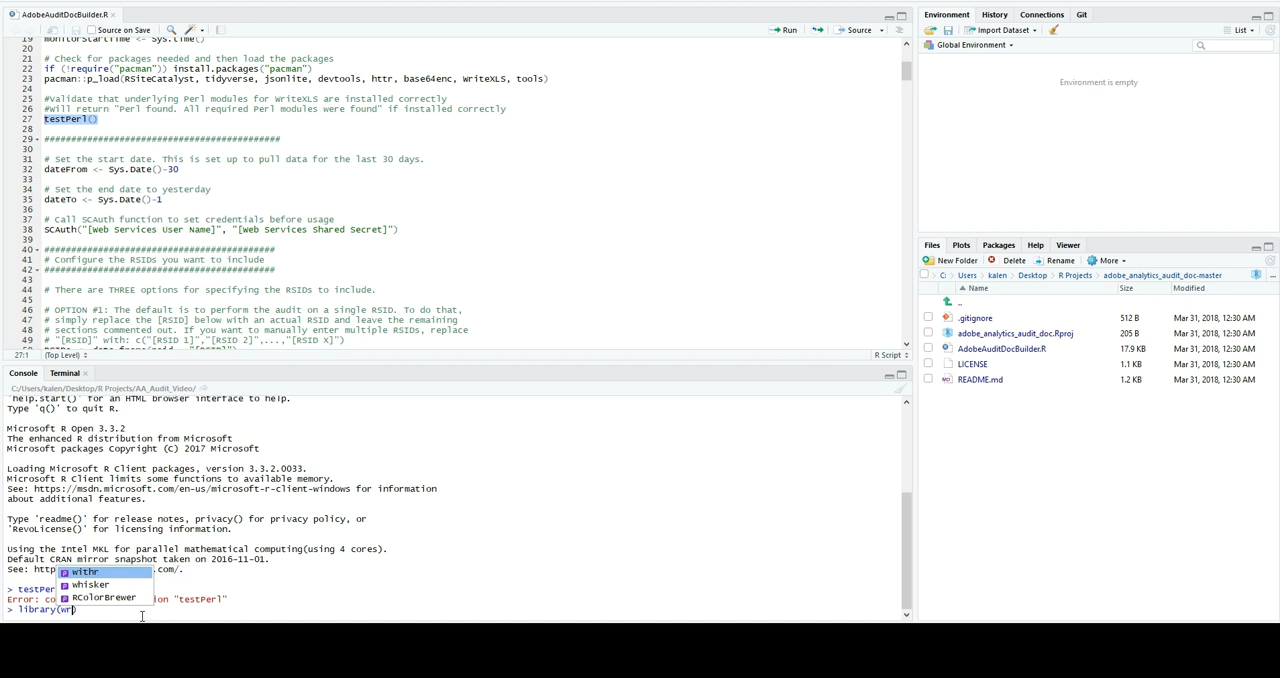 AdobeAuditDocBuilder.R
Source on Save
Run
Source
19 monitorStartTime <- Sys.time()
20
21 # Check for packages needed and then load the packages
22 if (!require("pacman")) install.packages("pacman")
23 pacman::p_load(RSiteCatalyst, tidyverse, jsonlite, devtools, httr, base64enc, WriteXLS, tools)
24
25 #Validate that underlying Perl modules for WriteXLS are installed correctly
26 #Will return "Perl found. All required Perl modules were found" if installed correctly
27 testPerl()
28
29 ############################################
30
31 # Set the start date. This is set up to pull data for the last 30 days.
32 dateFrom <- Sys.Date()-30
33
34 # Set the end date to yesterday
35 dateTo <- Sys.Date()-1
36
37 # Call SCAuth function to set credentials before usage
38 SCAuth("[Web Services User Name]", "[Web Services Shared Secret]")
39
40 ###########################################
41 # Configure the RSIDs you want to include
42 ###########################################
43
44 # There are THREE options for specifying the RSIDs to include.
45
46 # OPTION #1: The default is to perform the audit on a single RSID. To do that,
47 # simply replace the [RSID] below with an actual RSID and leave the remaining
48 # sections commented out. If you want to manually enter multiple RSIDs, replace
49 # "[RSID]" with: c("[RSID 1]","[RSID 2]",...,"[RSID X]")
27:1 (Top Level) R Script
Console Terminal
C:/Users/kalen/Desktop/R Projects/AA_Audit_Video/
'help.start()' for an HTML browser interface to help.
Type 'q()' to quit R.
Microsoft R Open 3.3.2
The enhanced R distribution from Microsoft
Microsoft packages Copyright (C) 2017 Microsoft
Loading Microsoft R Client packages, version 3.3.2.0033.
Microsoft R Client limits some functions to available memory.
See: https://msdn.microsoft.com/en-us/microsoft-r-client-windows for information
about additional features.
Type 'readme()' for release notes, privacy() for privacy policy, or
'RevoLicense()' for licensing information.
Using the Intel MKL for parallel mathematical computing(using 4 cores).
Default CRAN mirror snapshot taken on 2016-11-01.
See: http com/.
withr
whisker
RColorBrewer
> testPer
Error: co ion "testPerl"
> library(wr)
Environment History Connections Git
Import Dataset List
Global Environment
Environment is empty
Files Plots Packages Help Viewer
New Folder Delete Rename More
C: Users kalen Desktop R Projects adobe_analytics_audit_doc-master ...
Name Size Modified
..
.gitignore 512 B Mar 31, 2018, 12:30 AM
adobe_analytics_audit_doc.Rproj 205 B Mar 31, 2018, 12:30 AM
AdobeAuditDocBuilder.R 17.9 KB Mar 31, 2018, 12:30 AM
LICENSE 1.1 KB Mar 31, 2018, 12:30 AM
README.md 1.2 KB Mar 31, 2018, 12:30 AM